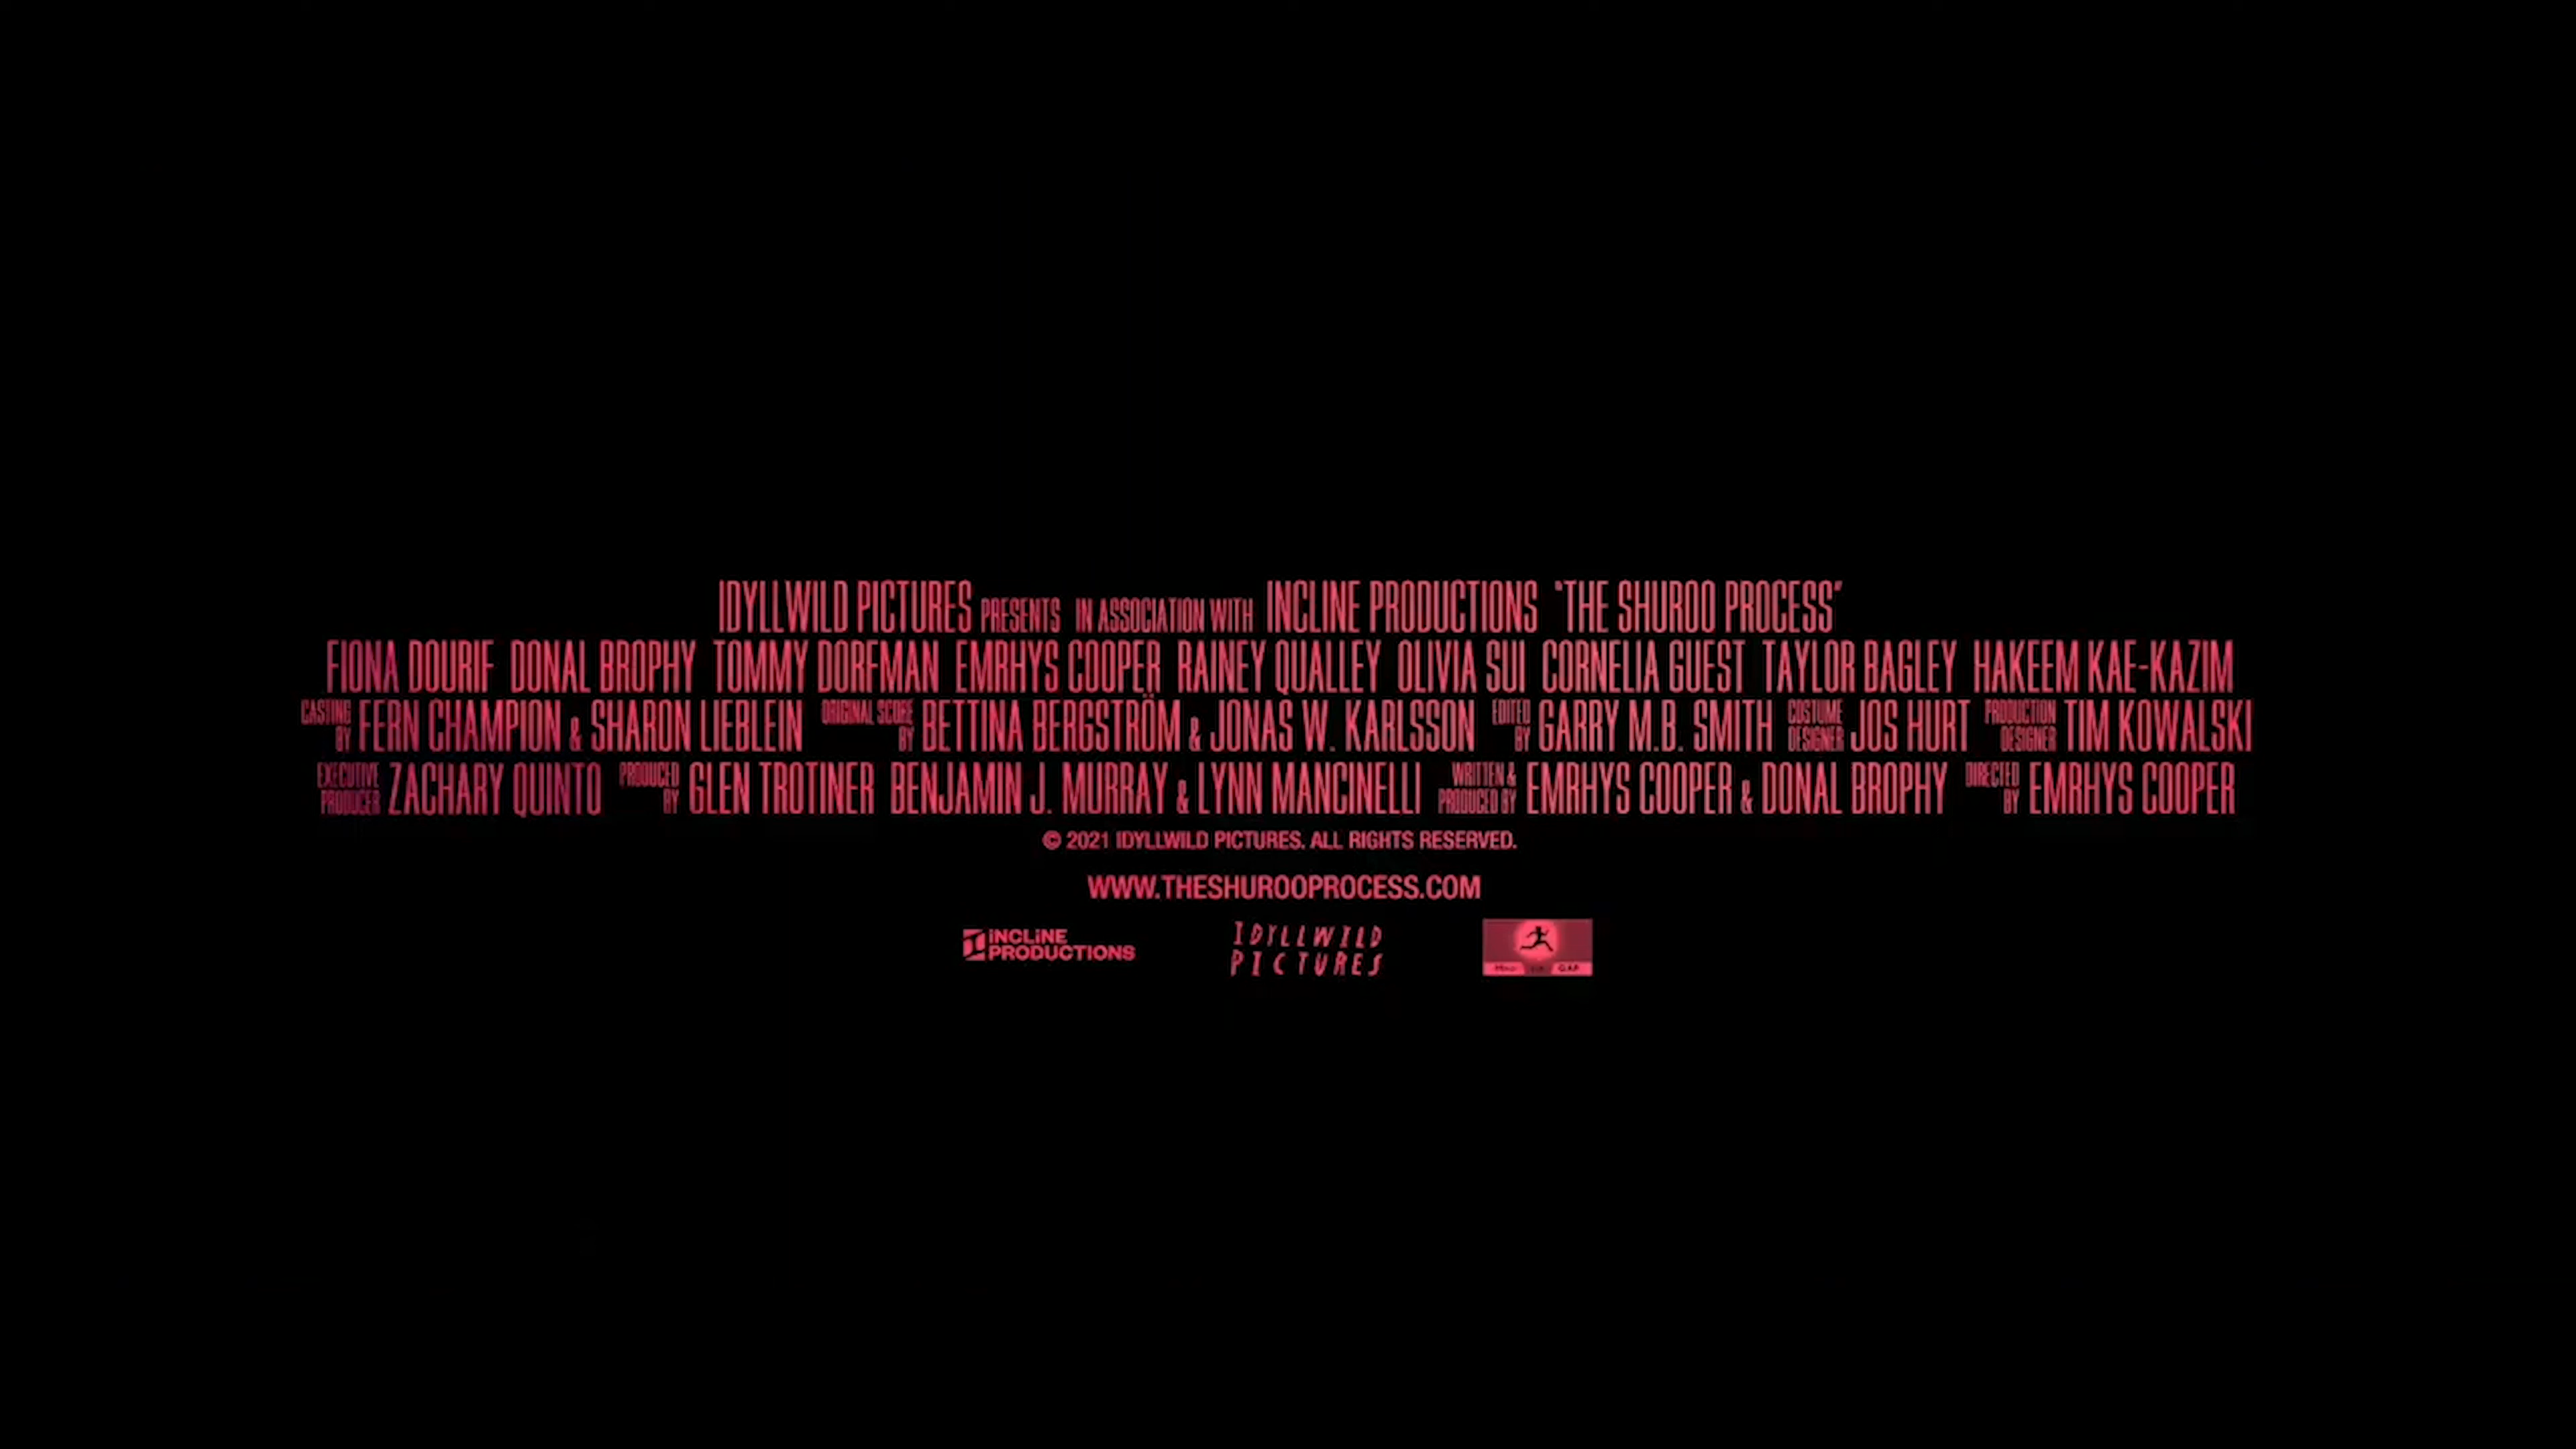 IDYLLWILD PICTURES PRESENTS IN ASSOCIATION WITH INCLINE PRODUCTIONS "THE SHUROO PROCESS"
FIONA DOURIF DONAL BROPHY TOMMY DORFMAN EMRHYS COOPER RAINEY QUALLEY OLIVIA SUI CORNELIA GUEST TAYLOR BAGLEY HAKEEM KAE-KAZIM
CASTING BY FERN CHAMPION & SHARON LIEBLEIN ORIGINAL SCORE BY BETTINA BERGSTRÖM & JONAS W. KARLSSON EDITED BY GARRY M.B. SMITH COSTUME DESIGNER JOS HURT PRODUCTION DESIGNER TIM KOWALSKI
EXECUTIVE PRODUCER ZACHARY QUINTO PRODUCED BY GLEN TROTINER BENJAMIN J. MURRAY & LYNN MANCINELLI WRITTEN & PRODUCED BY EMRHYS COOPER & DONAL BROPHY DIRECTED BY EMRHYS COOPER
© 2021 IDYLLWILD PICTURES. ALL RIGHTS RESERVED.
WWW.THESHUROOPROCESS.COM
INCLINE
PRODUCTIONS
IDYLLWILD
PICTURES
GAP